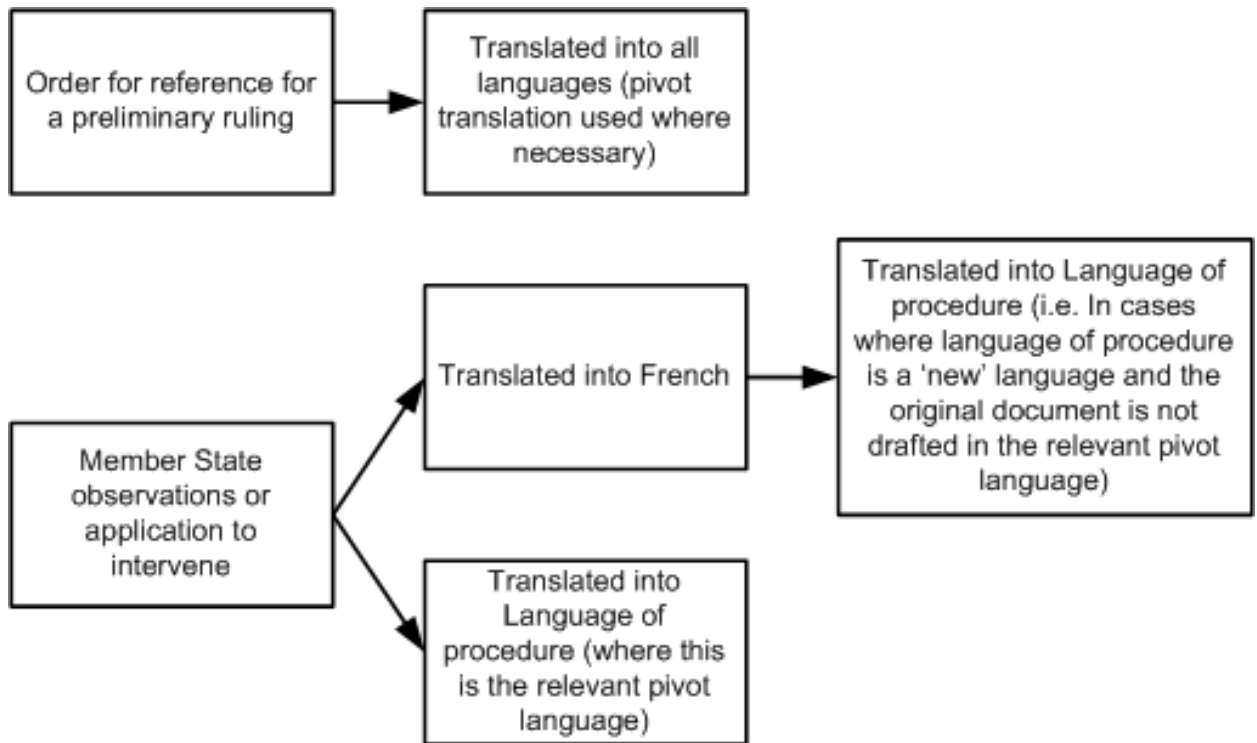 Order for reference for
a preliminary ruling
Translated into all
languages (pivot
translation used where
necessary)
Member State
observations or
application to
intervene
Translated into French
Translated into Language of
procedure (i.e. In cases
where language of procedure
is a ‘new’ language and the
original document is not
drafted in the relevant pivot
language)
Translated into
Language of
procedure (where this
is the relevant pivot
language)